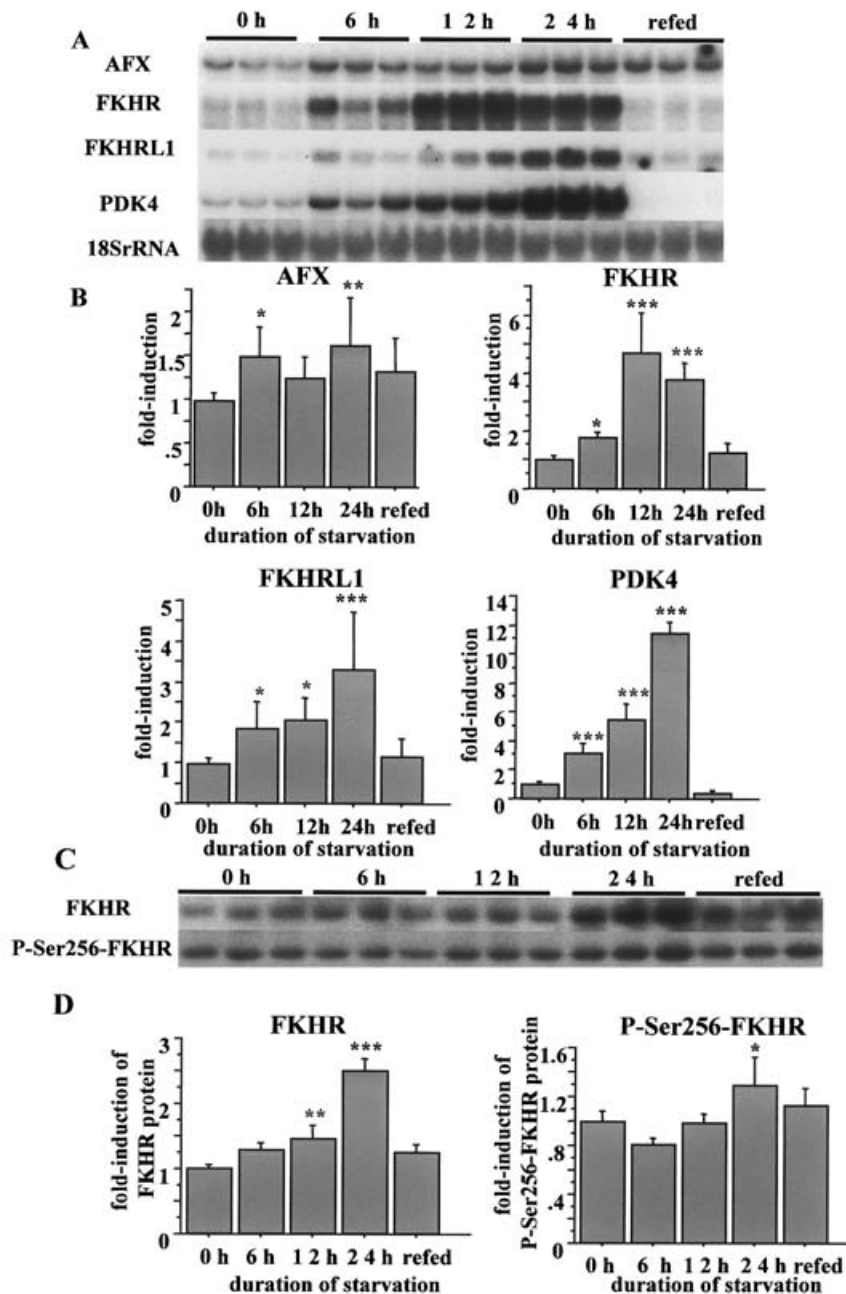 0 h 6 h 1 2 h 2 4 h refed
A
AFX
FKHR
FKHRL1
PDK4
18SrRNA
B
AFX
fold-induction
2
1.5
1
.5
0
* **
0h 6h 12h 24h refed
duration of starvation
FKHR
fold-induction
6
4
2
0
* *** ***
0h 6h 12h 24h refed
duration of starvation
FKHRL1
fold-induction
5
3
2
1
0
* * ***
0h 6h 12h 24h refed
duration of starvation
PDK4
fold-induction
14
12
10
8
6
4
2
0
*** *** ***
0h 6h 12h 24h refed
duration of starvation
C
0 h 6 h 1 2 h 2 4 h refed
FKHR
P-Ser256-FKHR
D
FKHR
fold-induction of
FKHR protein
3
2
1
0
** ***
0 h 6 h 1 2 h 2 4 h refed
duration of starvation
P-Ser256-FKHR
fold-induction of
P-Ser256-FKHR protein
1.6
1.2
.8
.4
0
*
0 h 6 h 1 2 h 2 4 h refed
duration of starvation